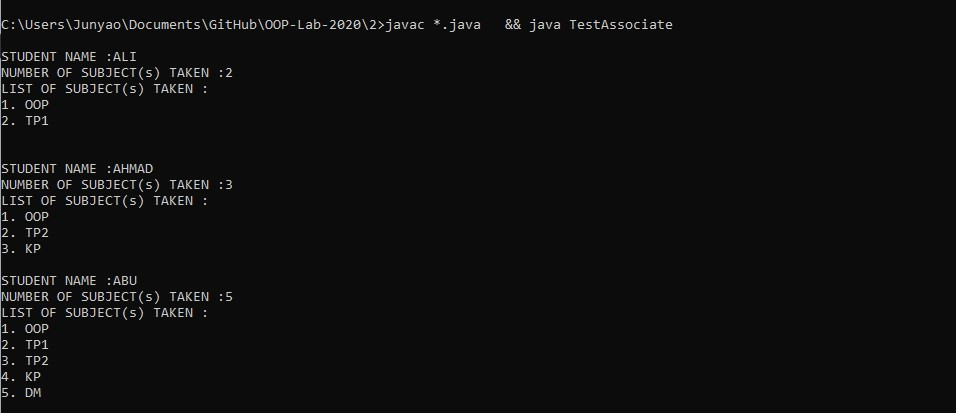 C:\Users\Junyao\Documents\GitHub\OOP-Lab-2020\2>javac *.java   && java TestAssociate
STUDENT NAME :ALI
NUMBER OF SUBJECT(s) TAKEN :2
LIST OF SUBJECT(s) TAKEN :
1. OOP
2. TP1
STUDENT NAME :AHMAD
NUMBER OF SUBJECT(s) TAKEN :3
LIST OF SUBJECT(s) TAKEN :
1. OOP
2. TP2
3. KP
STUDENT NAME :ABU
NUMBER OF SUBJECT(s) TAKEN :5
LIST OF SUBJECT(s) TAKEN :
1. OOP
2. TP1
3. TP2
4. KP
5. DM